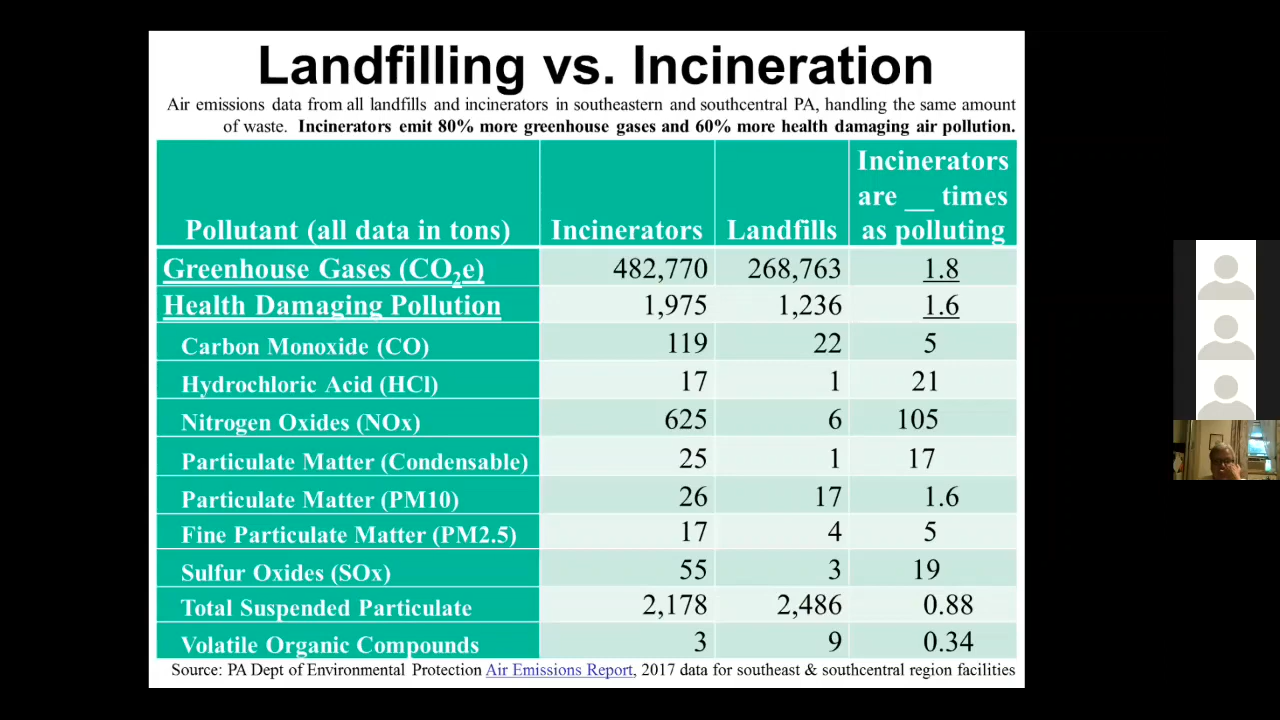 Landfilling vs. Incineration
Air emissions data from all landfills and incinerators in southeastern and southcentral PA, handling the same amount
of waste. Incinerators emit 80% more greenhouse gases and 60% more health damaging air pollution.
Pollutant (all data in tons) Incinerators Landfills Incinerators are __ times as polluting
Greenhouse Gases (CO2e) 482,770 268,763 1.8
Health Damaging Pollution 1,975 1,236 1.6
Carbon Monoxide (CO) 119 22 5
Hydrochloric Acid (HCl) 17 1 21
Nitrogen Oxides (NOx) 625 6 105
Particulate Matter (Condensable) 25 1 17
Particulate Matter (PM10) 26 17 1.6
Fine Particulate Matter (PM2.5) 17 4 5
Sulfur Oxides (SOx) 55 3 19
Total Suspended Particulate 2,178 2,486 0.88
Volatile Organic Compounds 3 9 0.34
Source: PA Dept of Environmental Protection Air Emissions Report, 2017 data for southeast & southcentral region facilities